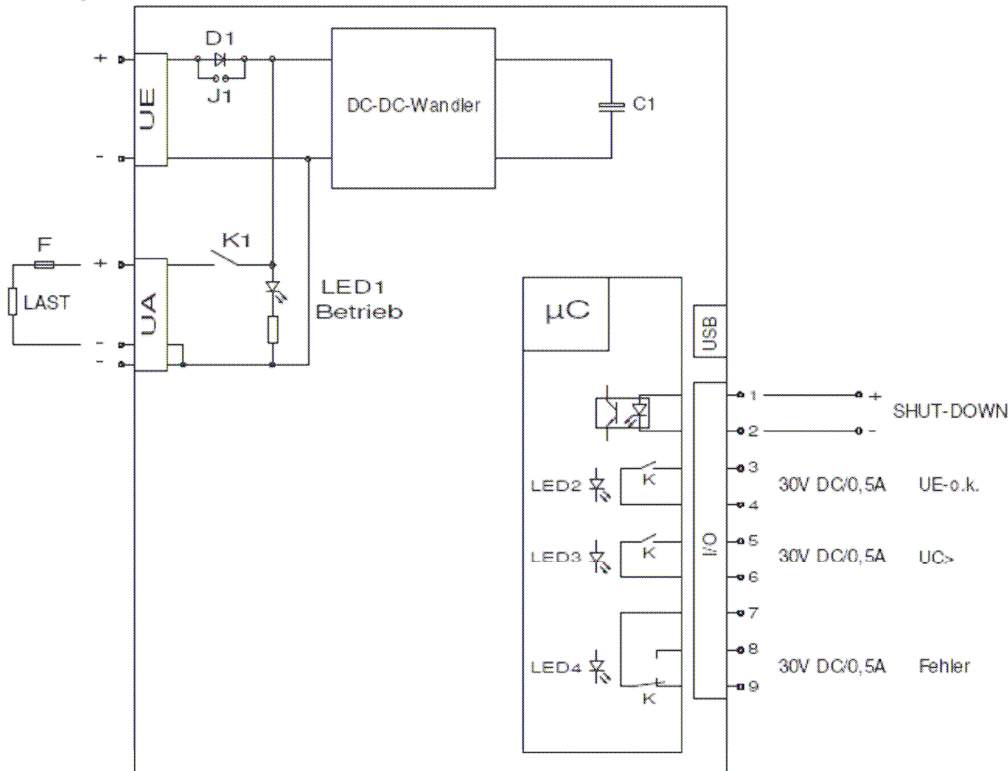 D1
+
J1
UE
DC-DC-Wandler
C1
-
F
+
K1
LAST
UA
LED1
Betrieb
-
-
µC
USB
1
+
SHUT-DOWN
2
-
3
LED2
K
30V DC/0,5A
UE-o.k.
4
I/O
5
LED3
K
30V DC/0,5A
UC>
6
7
8
LED4
30V DC/0,5A
Fehler
K
9